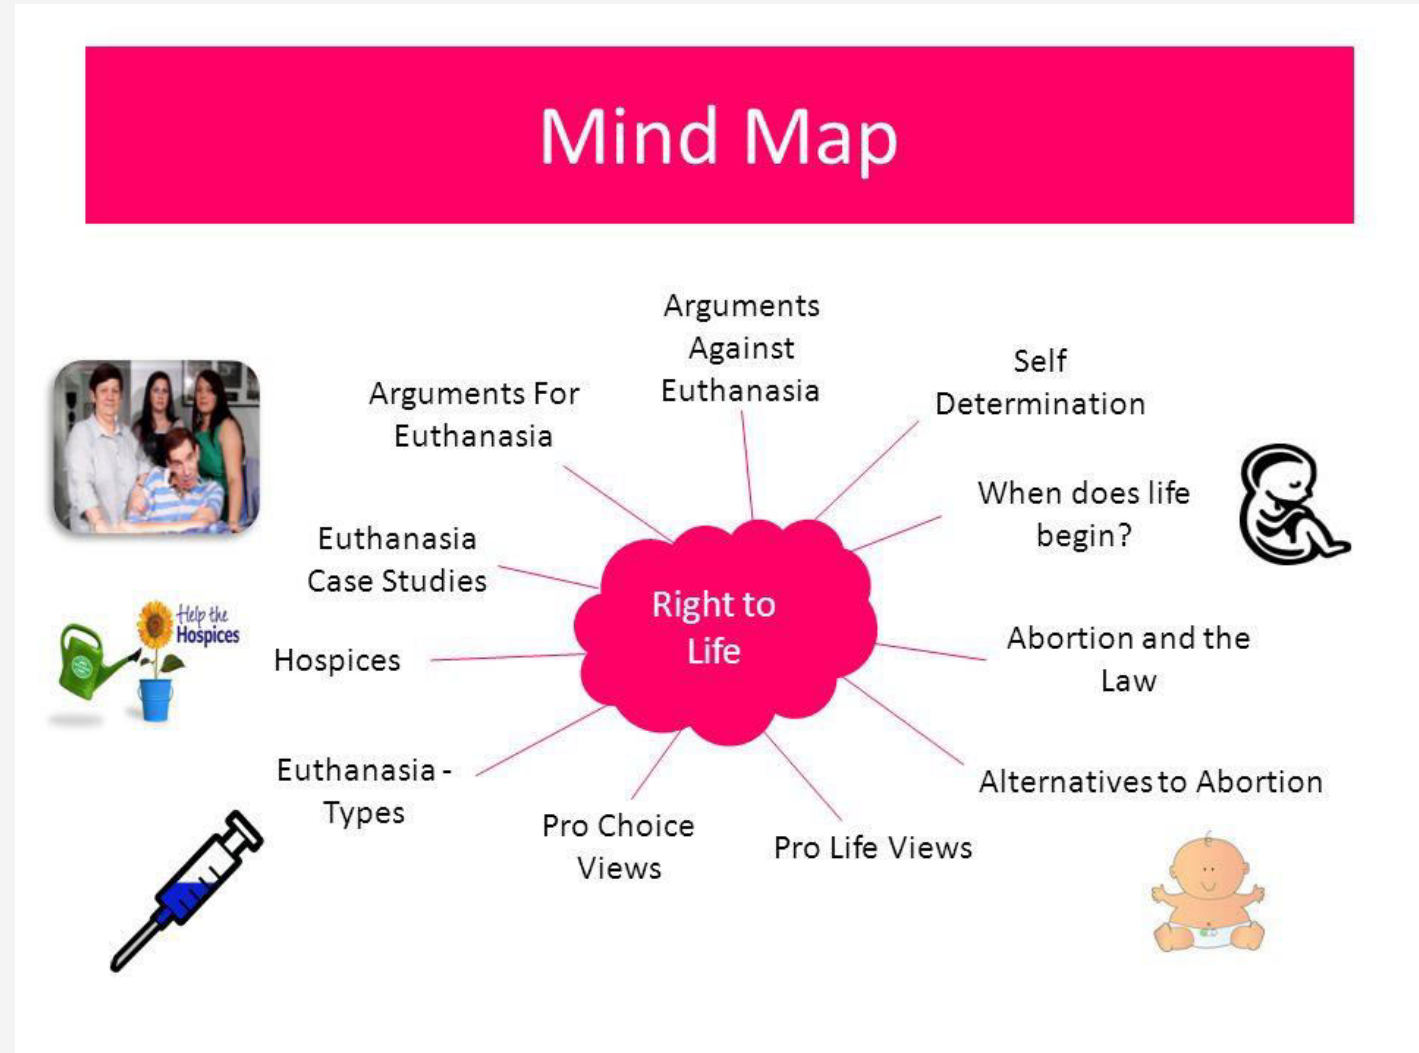 Mind Map
Arguments
Against
Euthanasia
Self
Determination
Arguments For
Euthanasia
When does life
begin?
Euthanasia
Case Studies
Help the
Hospices
Right to
Life
Hospices
Abortion and the
Law
Euthanasia -
Types
Alternatives to Abortion
Pro Choice
Views
Pro Life Views